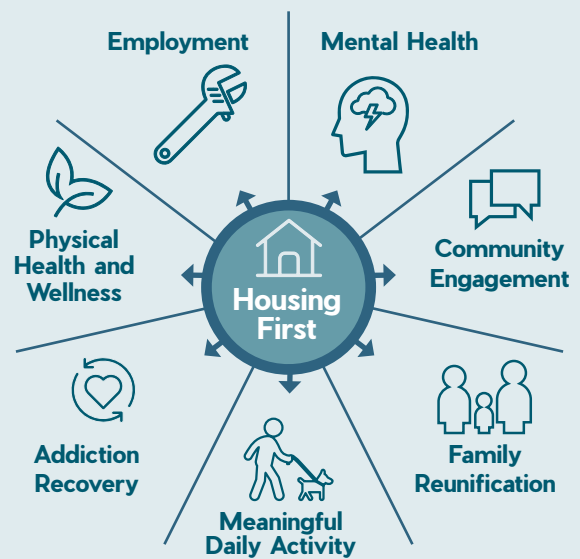 Employment
Mental Health
Physical
Health and
Wellness
Community
Engagement
Housing
First
Addiction
Recovery
Family
Reunification
Meaningful
Daily Activity